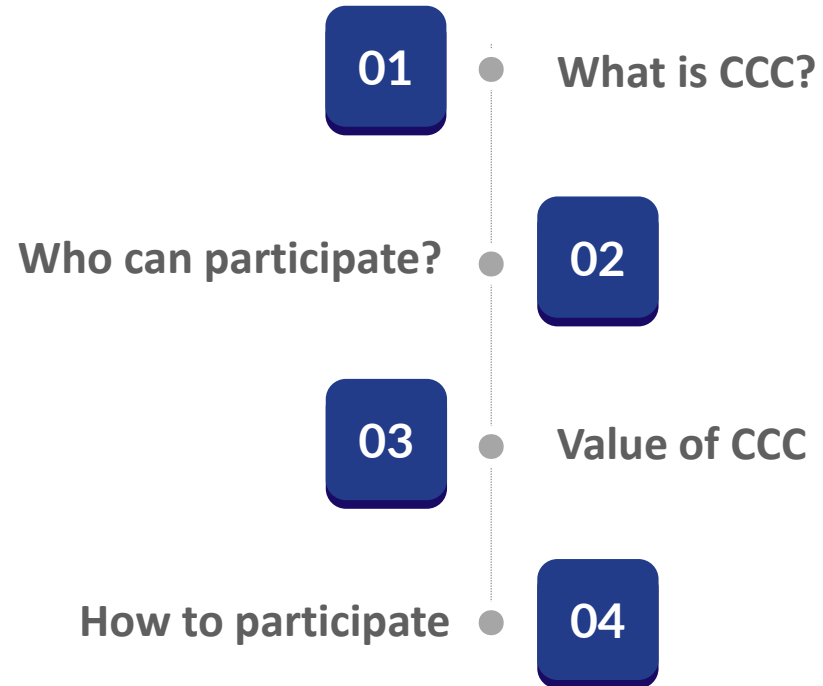 01
What is CCC?
Who can participate?
02
03
Value of CCC
How to participate
04